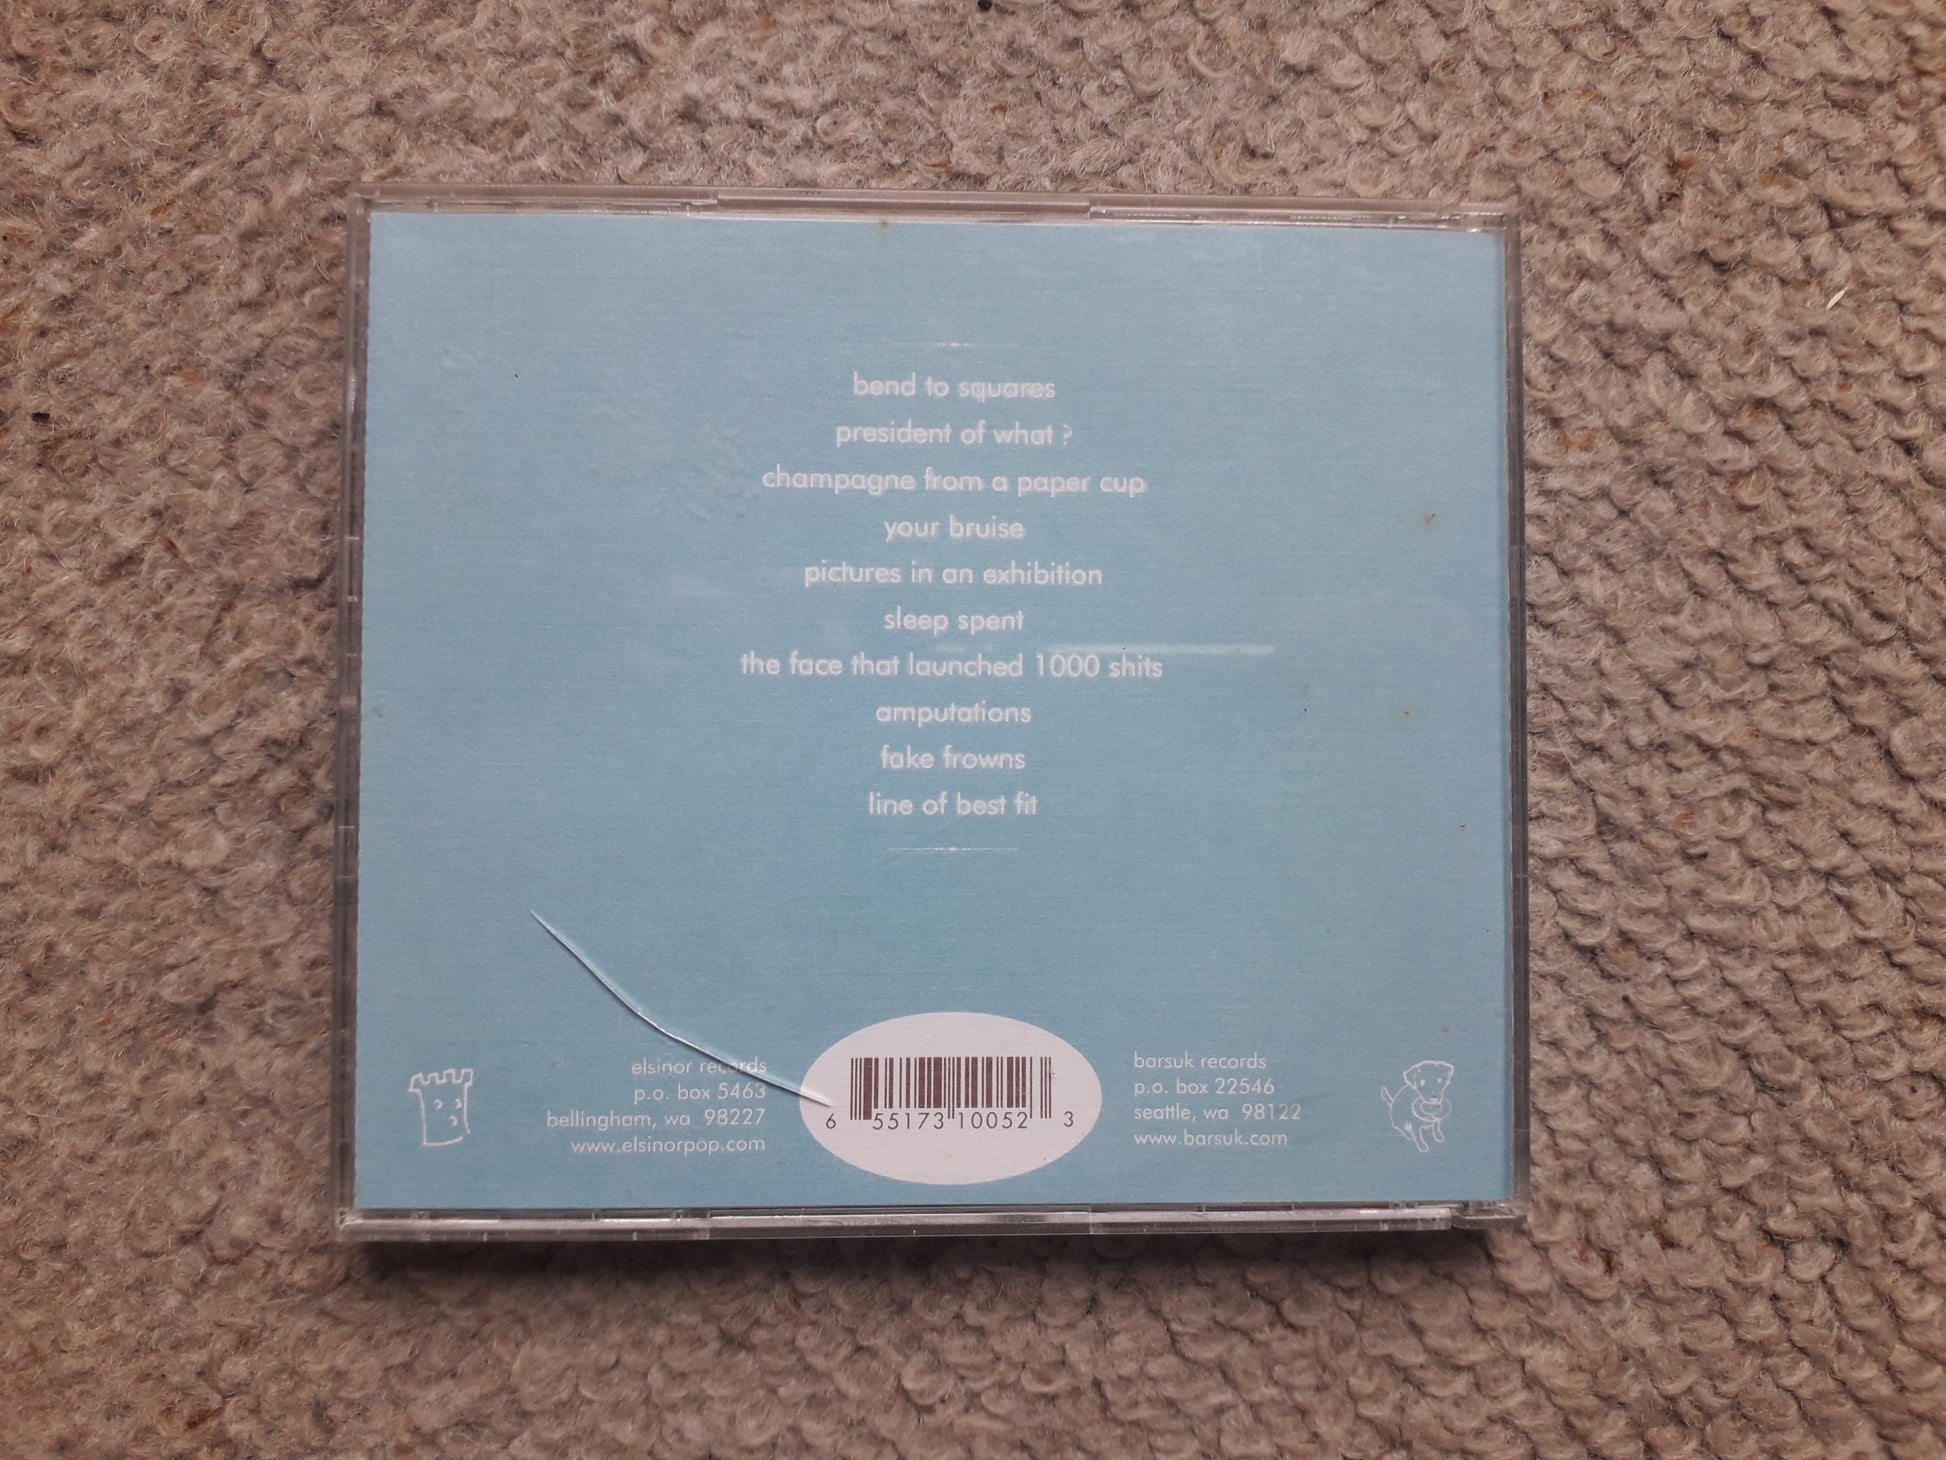 bend to squares
president of what ?
champagne from a paper cup
your bruise
pictures in an exhibition
sleep spent
the face that launched 1000 shits
amputations
fake frowns
line of best fit
elsinor records
p.o. box 5463
bellingham, wa 98227
www.elsinorpop.com
6 55173 10052 3
barsuk records
p.o. box 22546
seattle, wa 98122
www.barsuk.com